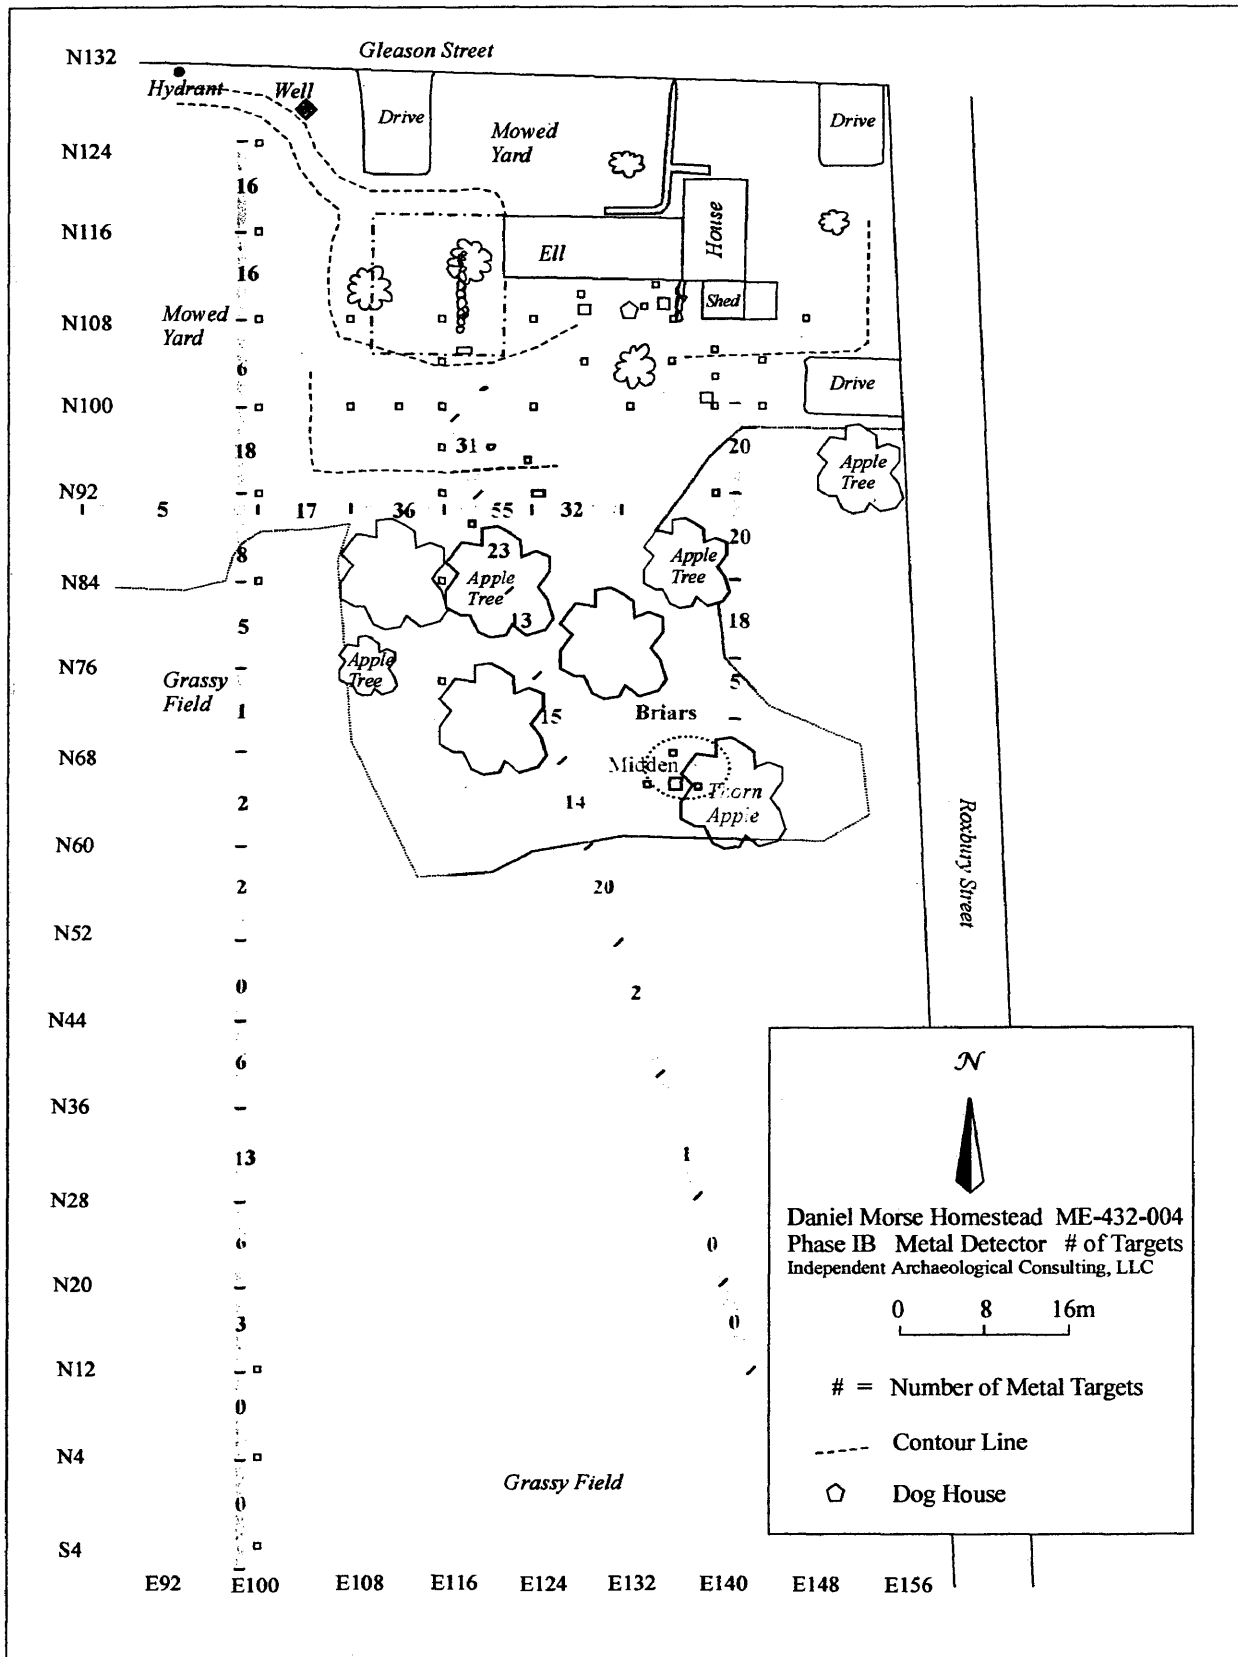 Gleason Street
N132
Hydrant
Well
Drive
Mowed
Yard
Drive
N124
16
N116
Ell
House
16
Mowed
Yard
N108
Shed
6
Drive
N100
18
31
20
Apple
Tree
N92
5
17
36
55
32
8
23
20
Apple
Tree
N84
Apple
Tree
5
13
18
N76
Apple
Tree
Grassy
Field
1
15
Briars
N68
Midden
2
14
Thorn
Apple
N60
2
20
Roxbury Street
N52
0
2
N44
6
N36
13
1
N28
6
0
N20
3
0
N12
0
N4
Grassy Field
0
S4
E92
E100
E108
E116
E124
E132
E140
E148
E156
N
Daniel Morse Homestead ME-432-004
Phase IB Metal Detector # of Targets
Independent Archaeological Consulting, LLC
0 8 16m
# = Number of Metal Targets
Contour Line
Dog House